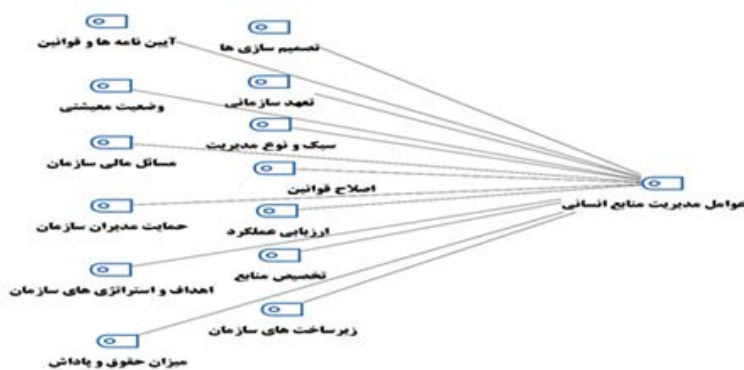 آیین نامه ها و قوانین
تصمیم سازی ها
وضعیت معیشتی
تعهد سازمانی
سبک و نوع مدیریت
مسائل مالی سازمان
اصلاح قوانین
عوامل مدیریت منابع انسانی
حمایت مدیران سازمان
ارزیابی عملکرد
تخصیص منابع
اهداف و استراتژی های سازمان
زیرساخت های سازمان
میزان حقوق و پاداش